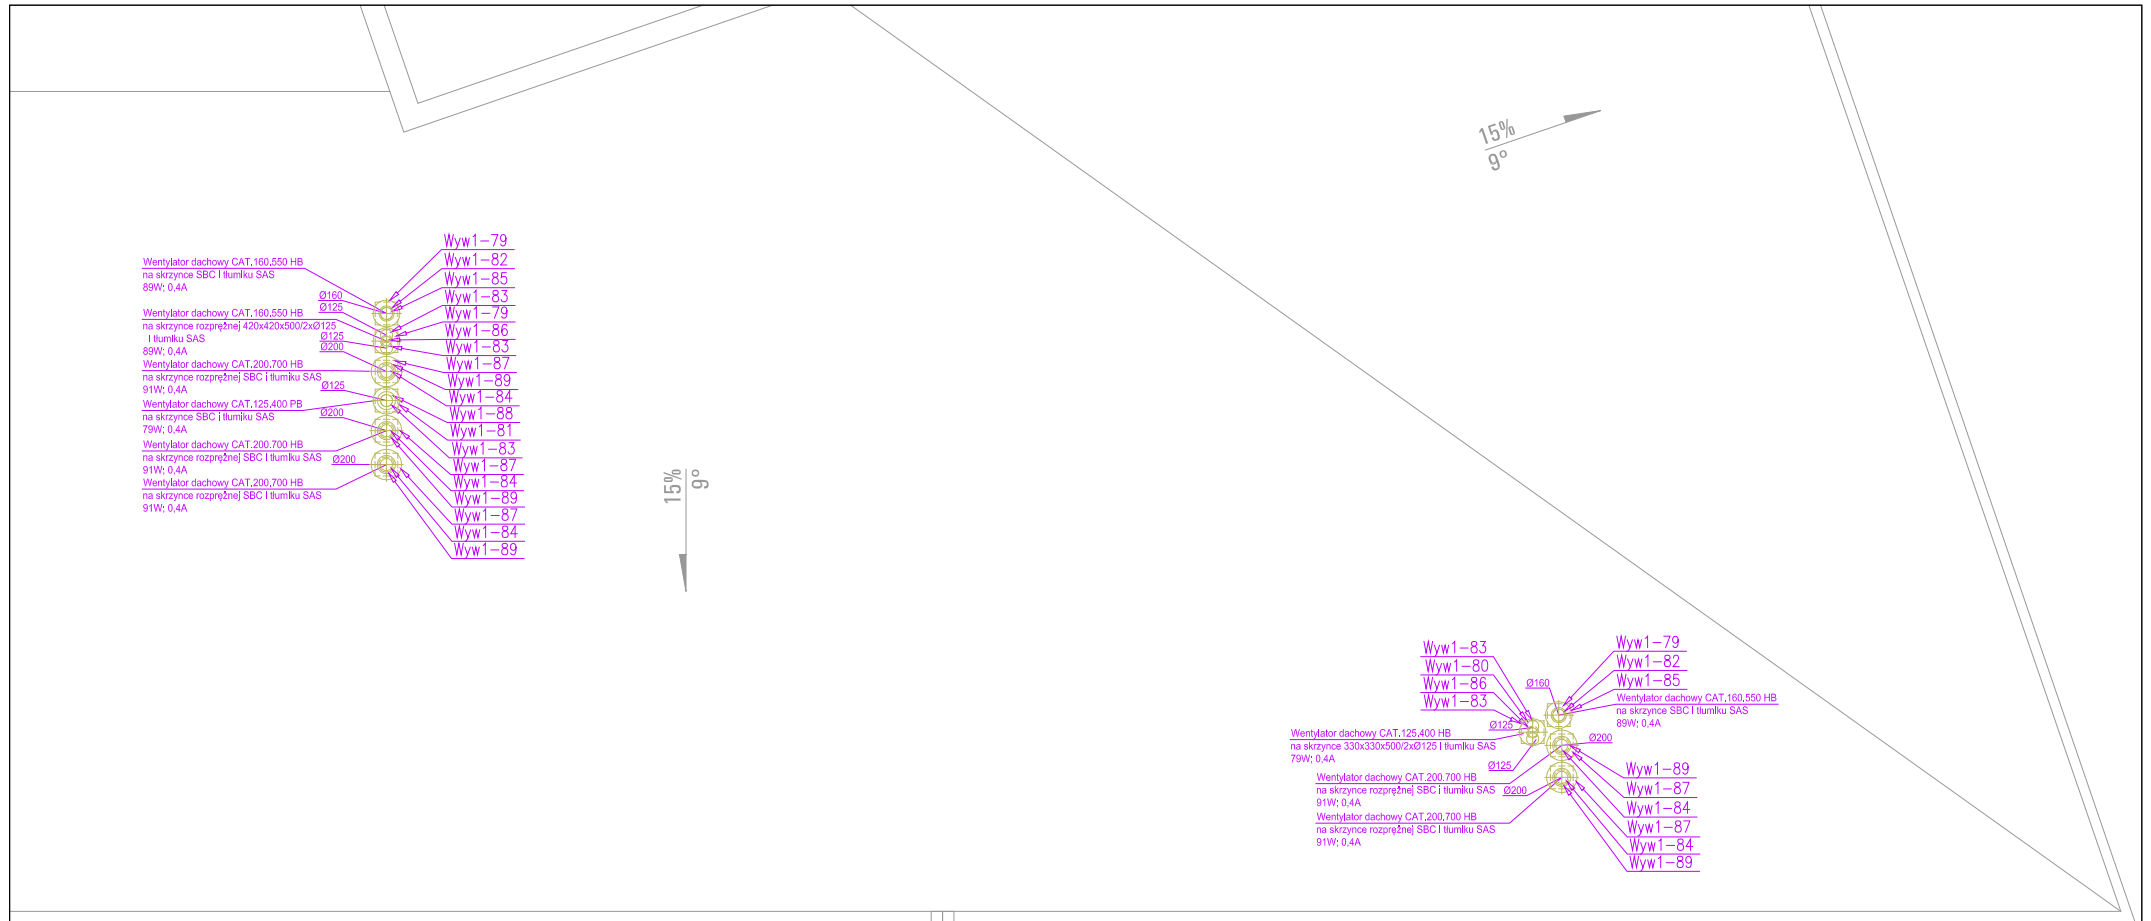 15%
9°
Wyw1-79
Wyw1-82
Wyw1-85
Wyw1-83
Wyw1-79
Wyw1-86
Wyw1-83
Wyw1-87
Wyw1-89
Wyw1-84
Wyw1-88
Wyw1-81
Wyw1-83
Wyw1-87
Wyw1-84
Wyw1-89
Wyw1-87
Wyw1-84
Wyw1-89
Wentylator dachowy CAT.160.550 HB
na skrzynce SBC i tłumiku SAS
89W; 0,4A
Ø160
Ø125
Wentylator dachowy CAT.160.550 HB
na skrzynce rozprężnej 420x420x500/2xØ125
i tłumiku SAS
89W; 0,4A
Ø125
Ø200
Wentylator dachowy CAT.200.700 HB
na skrzynce rozprężnej SBC i tłumiku SAS
91W; 0,4A
Ø125
Wentylator dachowy CAT.125.400 PB
na skrzynce SBC i tłumiku SAS
79W; 0,4A
Ø200
Wentylator dachowy CAT.200.700 HB
na skrzynce rozprężnej SBC i tłumiku SAS
91W; 0,4A
Ø200
Wentylator dachowy CAT.200.700 HB
na skrzynce rozprężnej SBC i tłumiku SAS
91W; 0,4A
15%
9°
Wyw1-83
Wyw1-80
Wyw1-86
Wyw1-83
Wyw1-79
Wyw1-82
Wyw1-85
Ø160
Wentylator dachowy CAT.160.550 HB
na skrzynce SBC i tłumiku SAS
89W; 0,4A
Ø125
Wentylator dachowy CAT.125.400 HB
na skrzynce 330x330x500/2xØ125 i tłumiku SAS
79W; 0,4A
Ø200
Ø125
Wentylator dachowy CAT.200.700 HB
na skrzynce rozprężnej SBC i tłumiku SAS
91W; 0,4A
Ø200
Wentylator dachowy CAT.200.700 HB
na skrzynce rozprężnej SBC i tłumiku SAS
91W; 0,4A
Wyw1-89
Wyw1-87
Wyw1-84
Wyw1-87
Wyw1-84
Wyw1-89